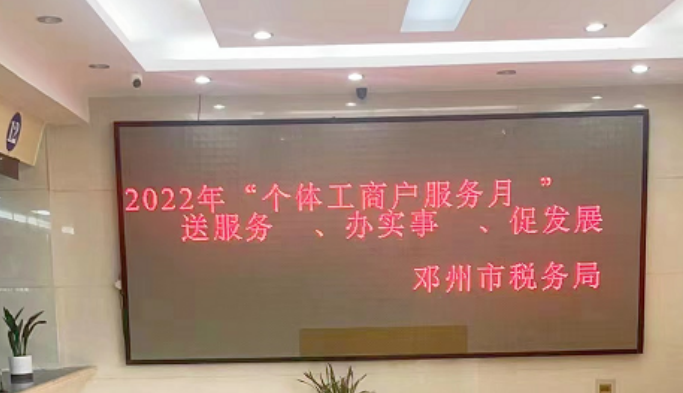 12
2022年“个体工商户服务月 ”
送服务 、办实事 、促发展
邓州市税务局